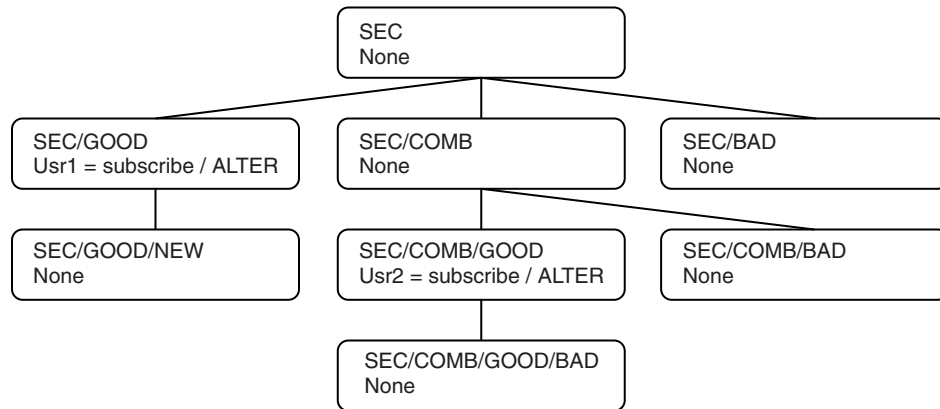 SEC
None
SEC/GOOD
Usr1 = subscribe / ALTER
SEC/COMB
None
SEC/BAD
None
SEC/GOOD/NEW
None
SEC/COMB/GOOD
Usr2 = subscribe / ALTER
SEC/COMB/BAD
None
SEC/COMB/GOOD/BAD
None